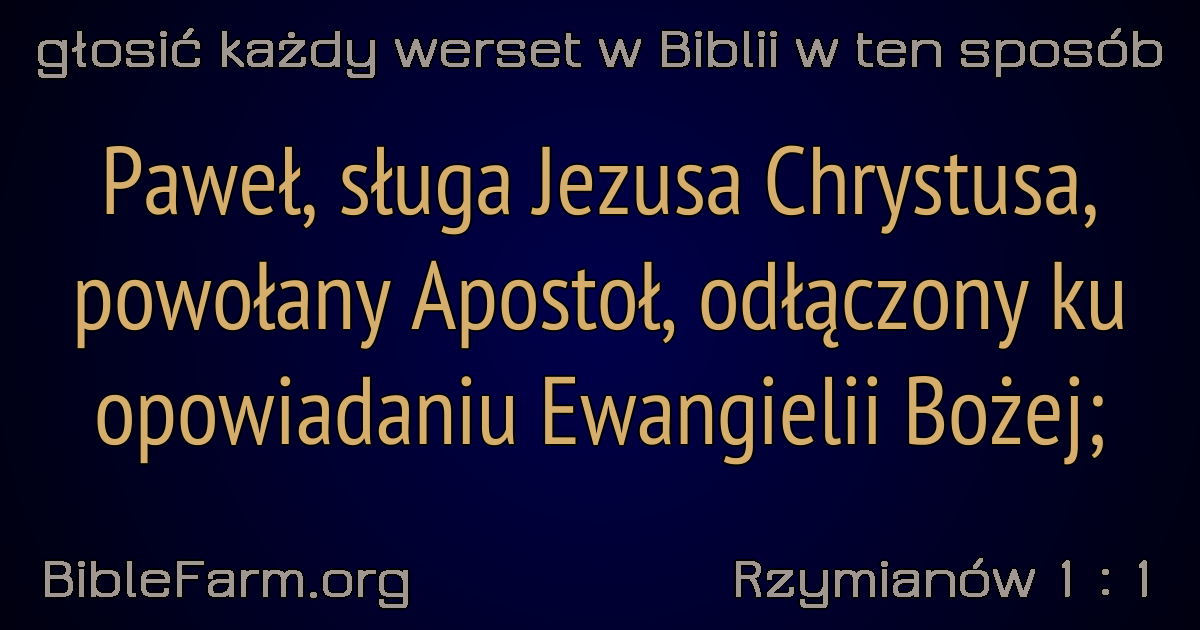 głosić każdy werset w Biblii w ten sposób
Paweł, sługa Jezusa Chrystusa,
powołany Apostoł, odłączony ku
opowiadaniu Ewangielii Bożej;
BibleFarm.org
Rzymianów 1 : 1